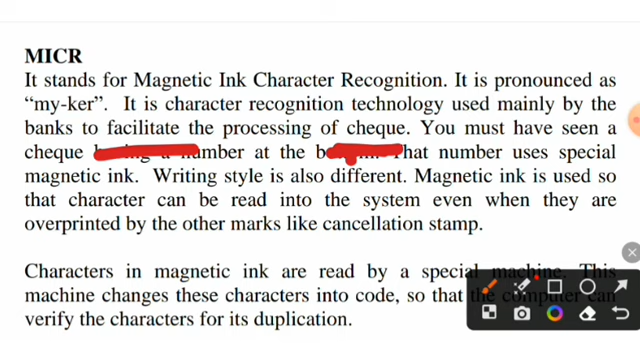 MICR
It stands for Magnetic Ink Character Recognition. It is pronounced as
“my-ker”. It is character recognition technology used mainly by the
banks to facilitate the processing of cheque. You must have seen a
cheque number at the That number uses special
magnetic ink. Writing style is also different. Magnetic ink is used so
that character can be read into the system even when they are
overprinted by the other marks like cancellation stamp.
Characters in magnetic ink are read by a special machine. This
machine changes these characters into code, so that the computer can
verify the characters for its duplication.